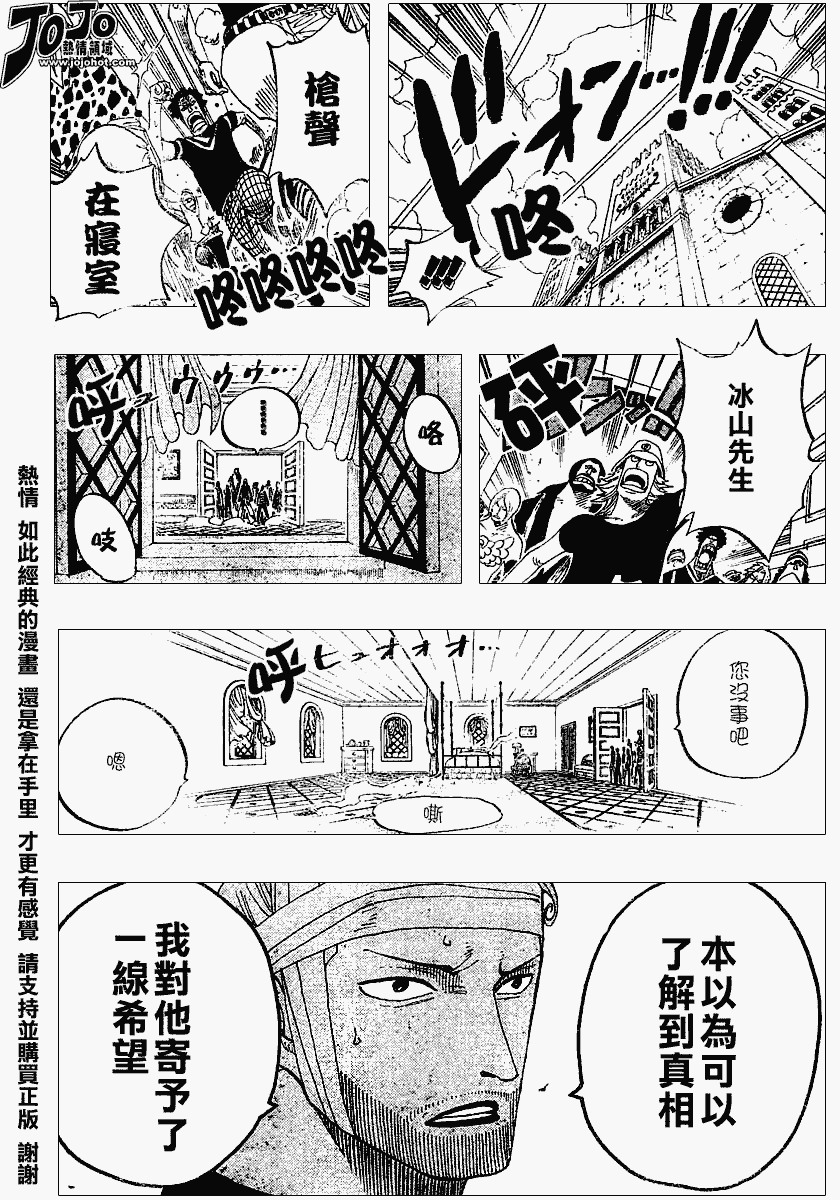 JOJO
熱情領域
www.jojohot.com
ドオン…!!!
咚
!!!
槍聲
在寢室
咚咚咚咚
冰山先生
砰
咯
吱
呼
ウウウ…
呼
ヒュオオオ…
您沒事吧
嘶
嗯
本以為可以
了解到真相
我對他寄予了
一線希望
熱情 如此經典的漫畫 還是拿在手里 才更有感覺 請支持並購買正版 謝謝